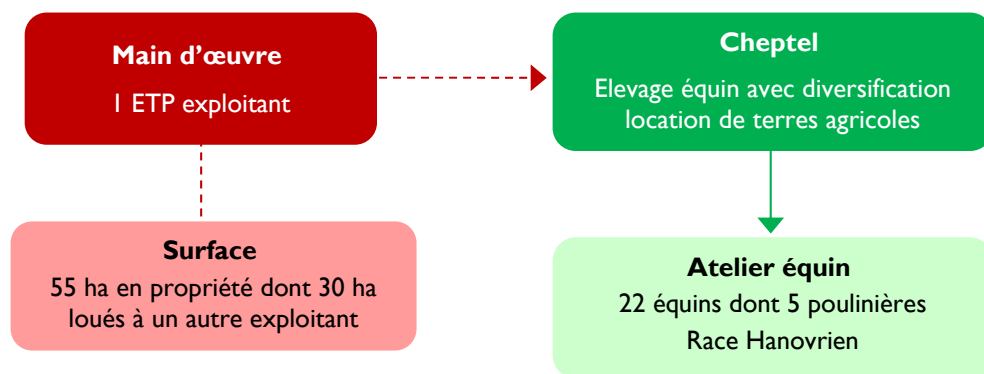 Main d’œuvre
1 ETP exploitant
Cheptel
Elevage équin avec diversification
location de terres agricoles
Surface
55 ha en propriété dont 30 ha
loués à un autre exploitant
Atelier équin
22 équins dont 5 poulinières
Race Hanovrien